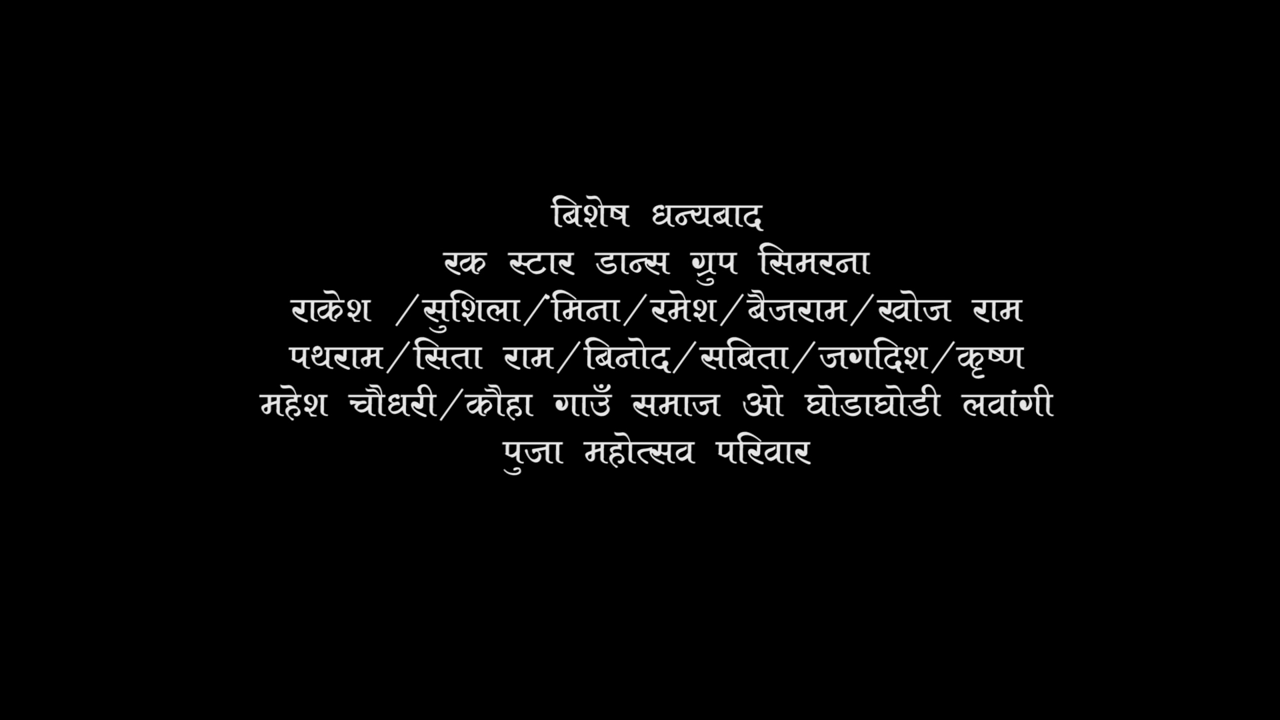 बिशेष धन्यबाद
रक स्टार डान्स ग्रुप सिमरना
राकेश /सुशिला/मिना/रमेश/बैजराम/खोज राम
पथराम/सिता राम/बिनोद/सबिता/जगदिश/कृष्ण
महेश चौधरी/कौहा गाउँ समाज ओ घोडाघोडी लवांगी
पुजा महोत्सव परिवार